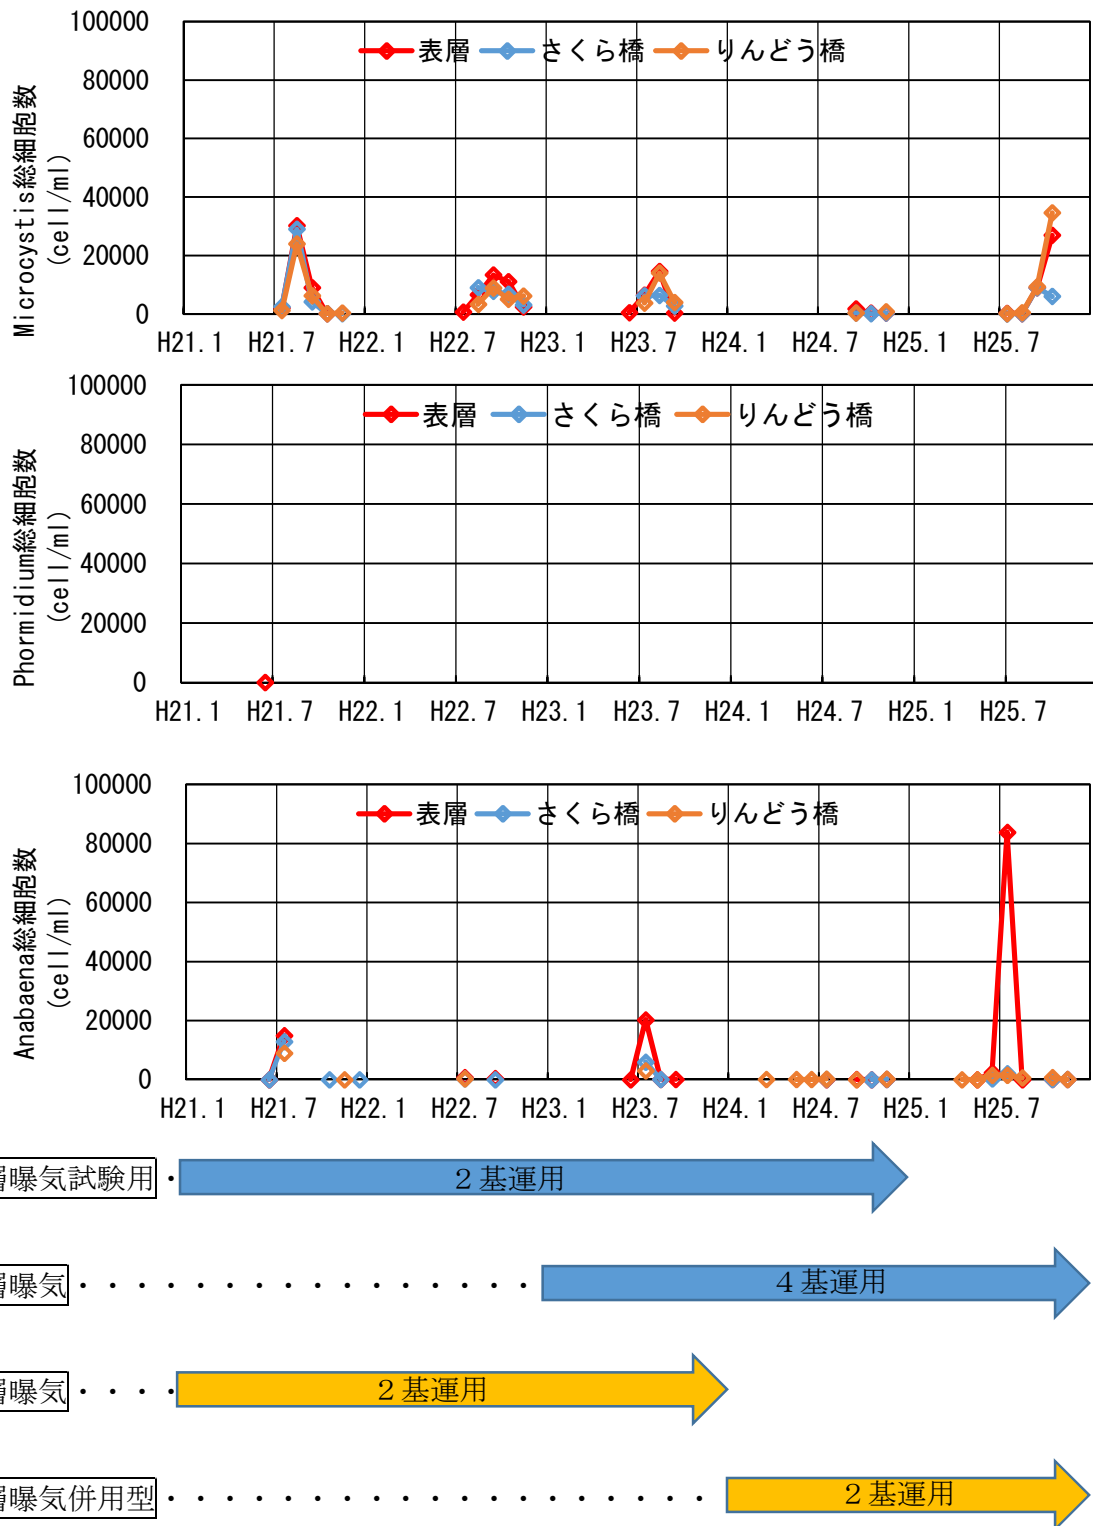 Microcystis総細胞数
(cell/ml)
100000
80000
60000
40000
20000
0
表層 さくら橋 りんどう橋
H21.1 H21.7 H22.1 H22.7 H23.1 H23.7 H24.1 H24.7 H25.1 H25.7
Phormidium総細胞数
(cell/ml)
100000
80000
60000
40000
20000
0
表層 さくら橋 りんどう橋
H21.1 H21.7 H22.1 H22.7 H23.1 H23.7 H24.1 H24.7 H25.1 H25.7
Anabaena総細胞数
(cell/ml)
100000
80000
60000
40000
20000
0
表層 さくら橋 りんどう橋
H21.1 H21.7 H22.1 H22.7 H23.1 H23.7 H24.1 H24.7 H25.1 H25.7
層曝気試験用・ ２基運用
層曝気・・・・・・・・・・・・・・・・ ４基運用
層曝気・・・・ ２基運用
層曝気併用型・・・・・・・・・・・・・・・・・・・ ２基運用